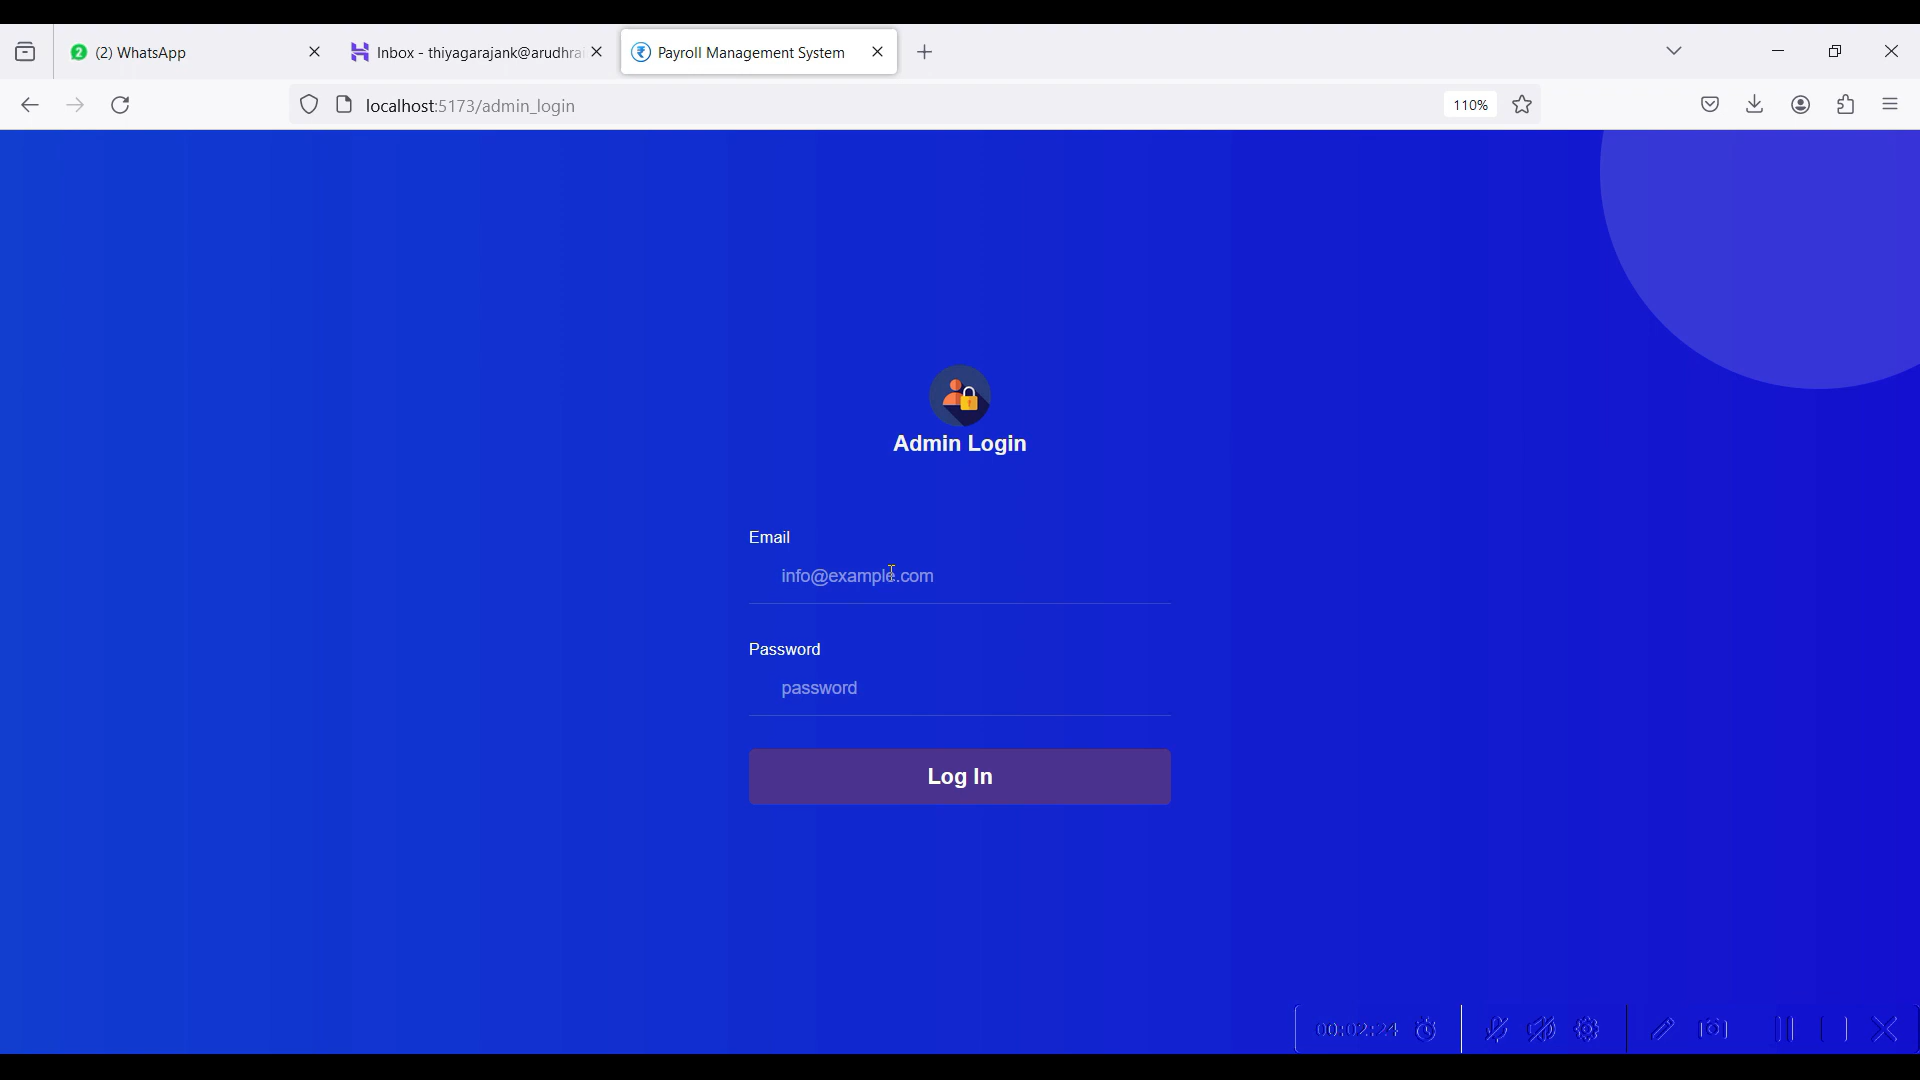 (2) WhatsApp
Inbox - thiyagarajank@arudhrai
Payroll Management System
localhost:5173/admin_login
110%
Admin Login
Email
info@example.com
Password
password
Log In
00:02:24